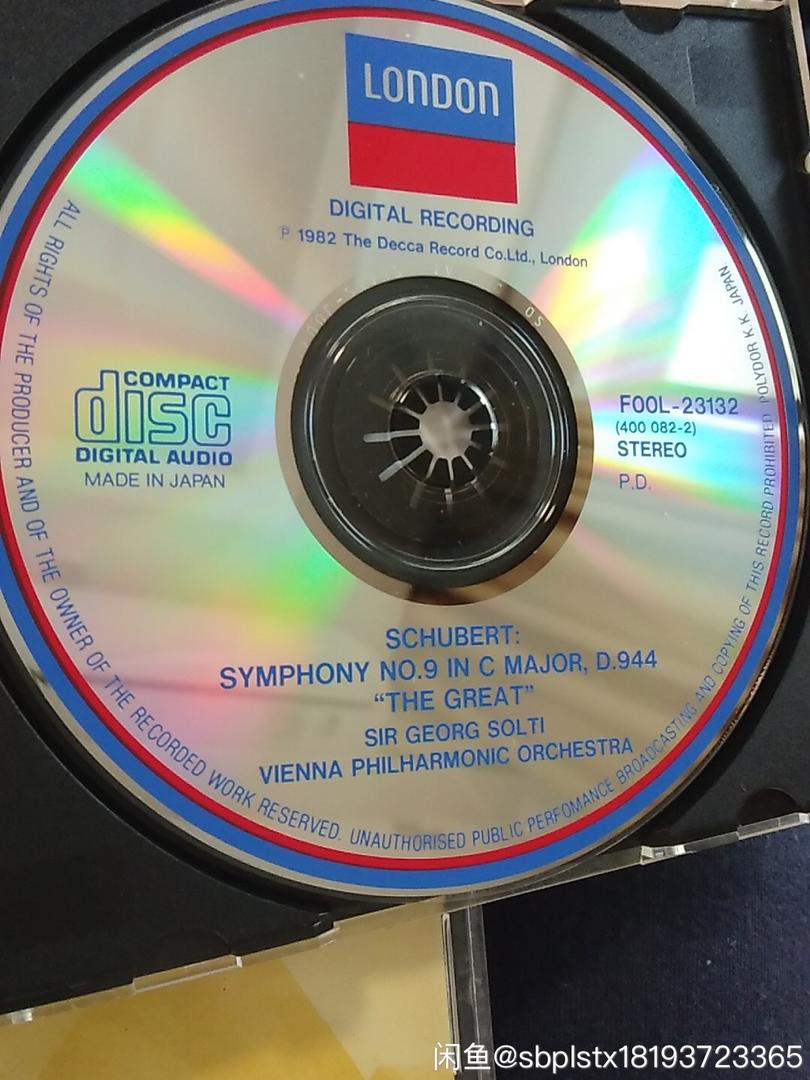 LONDON
DIGITAL RECORDING
℗ 1982 The Decca Record Co.Ltd., London
COMPACT
disc
DIGITAL AUDIO
MADE IN JAPAN
F00L-23132
(400 082-2)
STEREO
P.D.
SCHUBERT:
SYMPHONY NO.9 IN C MAJOR, D.944
“THE GREAT”
SIR GEORG SOLTI
VIENNA PHILHARMONIC ORCHESTRA
ALL RIGHTS OF THE PRODUCER AND OF THE OWNER OF THE RECORDED WORK RESERVED. UNAUTHORISED PUBLIC PERFOMANCE BROADCASTING AND COPYING OF THIS RECORD PROHIBITED POLYDOR K.K. JAPAN.
闲鱼@sbplstx18193723365